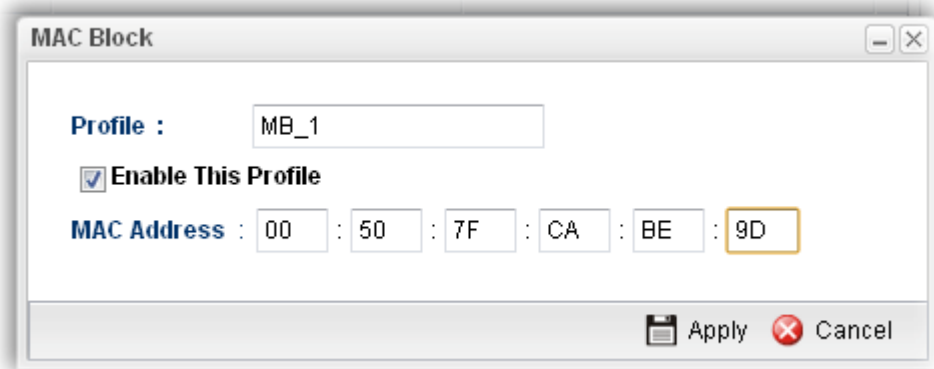 MAC Block
Profile : MB_1
Enable This Profile
MAC Address : 00 : 50 : 7F : CA : BE : 9D
Apply Cancel